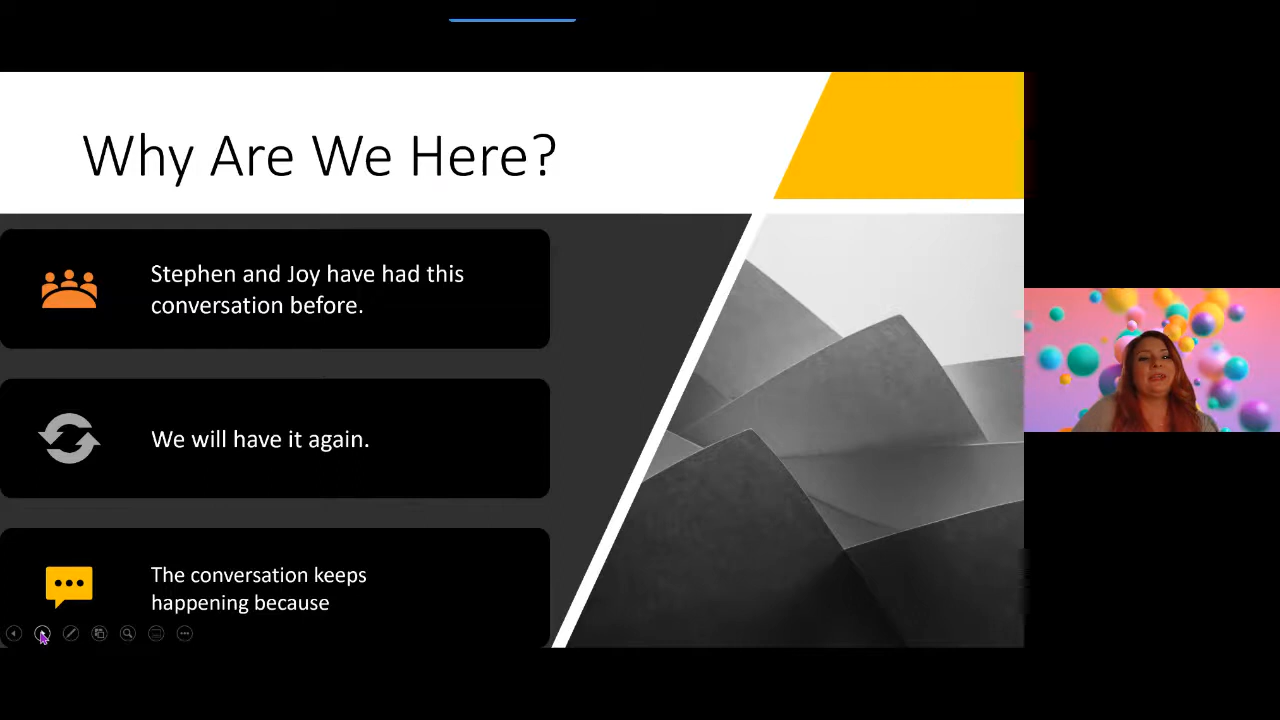 Why Are We Here?
Stephen and Joy have had this
conversation before.
We will have it again.
The conversation keeps
happening because